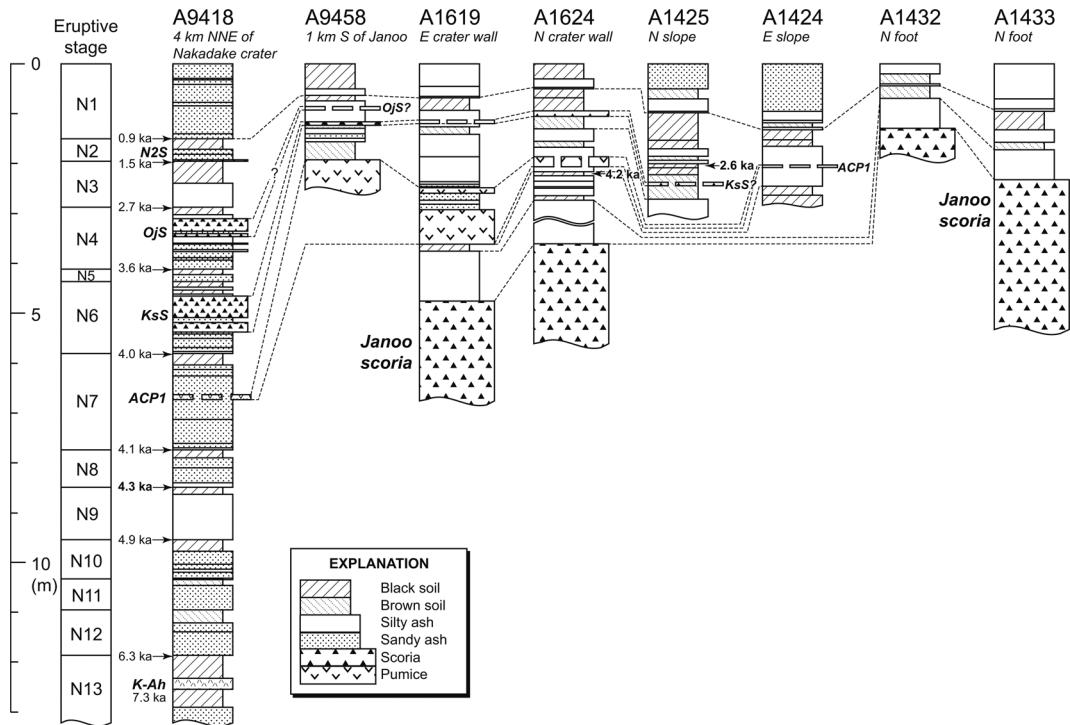 Eruptive
stage
A9418
4 km NNE of
Nakadake crater
A9458
1 km S of Janoo
A1619
E crater wall
A1624
N crater wall
A1425
N slope
A1424
E slope
A1432
N foot
A1433
N foot
0
5
10
(m)
N1
N2
N3
N4
N5
N6
N7
N8
N9
N10
N11
N12
N13
0.9 ka
N2S
1.5 ka
2.7 ka
OjS
3.6 ka
KsS
4.0 ka
ACP1
4.1 ka
4.3 ka
4.9 ka
6.3 ka
K-Ah
7.3 ka
?
OjS?
4.2 ka
2.6 ka
KsS?
ACP1
Janoo
scoria
Janoo
scoria
EXPLANATION
Black soil
Brown soil
Silty ash
Sandy ash
Scoria
Pumice